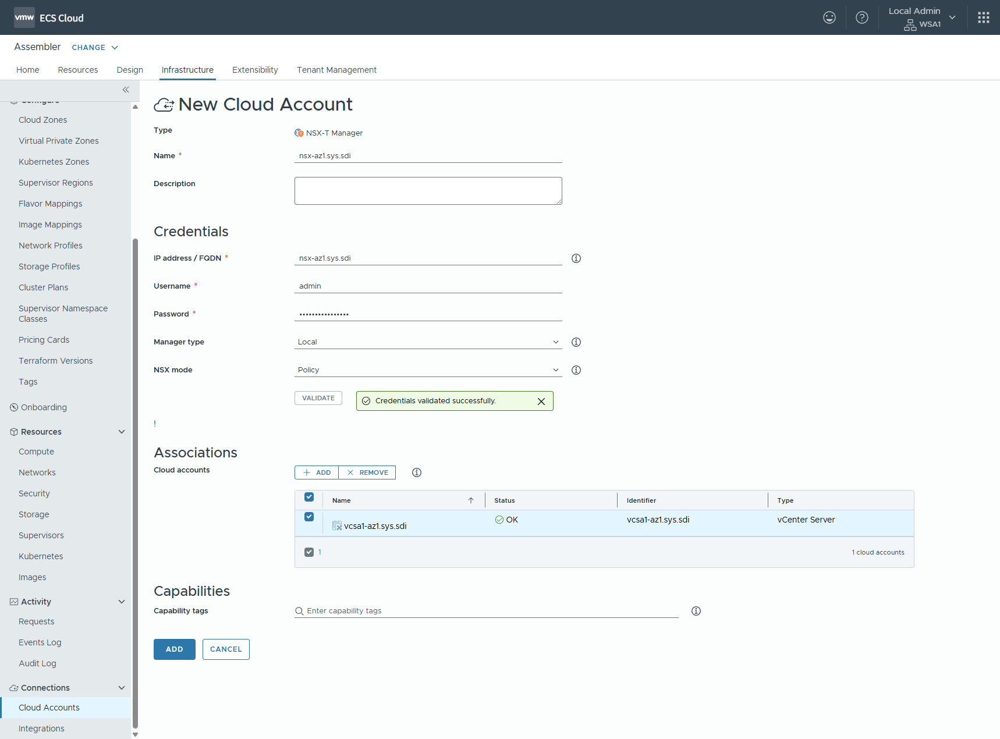 vmw ECS Cloud
Local Admin
WSA1
Assembler CHANGE
Home Resources Design Infrastructure Extensibility Tenant Management
Configure
Cloud Zones
Virtual Private Zones
Kubernetes Zones
Supervisor Regions
Flavor Mappings
Image Mappings
Network Profiles
Storage Profiles
Cluster Plans
Supervisor Namespace
Classes
Pricing Cards
Terraform Versions
Tags
Onboarding
Resources
Compute
Networks
Security
Storage
Supervisors
Kubernetes
Images
Activity
Requests
Events Log
Audit Log
Connections
Cloud Accounts
Integrations
New Cloud Account
Type NSX-T Manager
Name * nsx-az1.sys.sdi
Description
Credentials
IP address / FQDN * nsx-az1.sys.sdi
Username * admin
Password * ••••••••••••••••
Manager type Local
NSX mode Policy
VALIDATE Credentials validated successfully.
!
Associations
Cloud accounts + ADD × REMOVE
Name Status Identifier Type
vcsa1-az1.sys.sdi OK vcsa1-az1.sys.sdi vCenter Server
1 1 cloud accounts
Capabilities
Capability tags Enter capability tags
ADD CANCEL